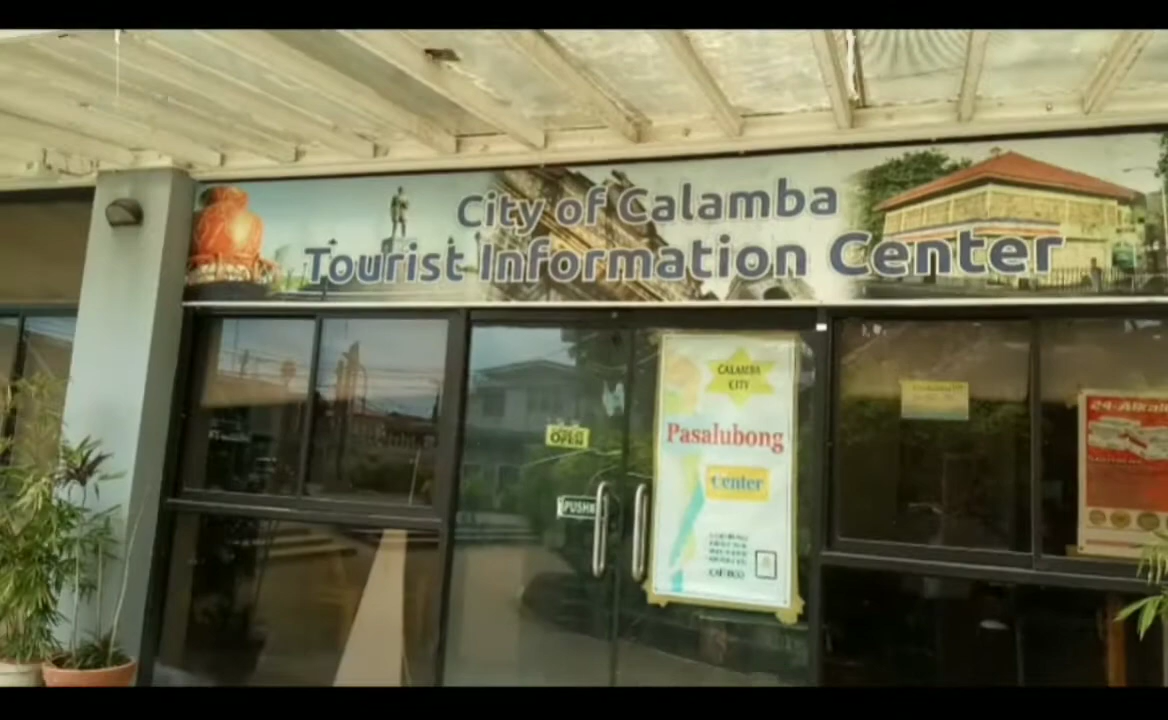 City of Calamba
Tourist Information Center
CALAMBA
CITY
Pasalubong
Center
OPEN
PUSH